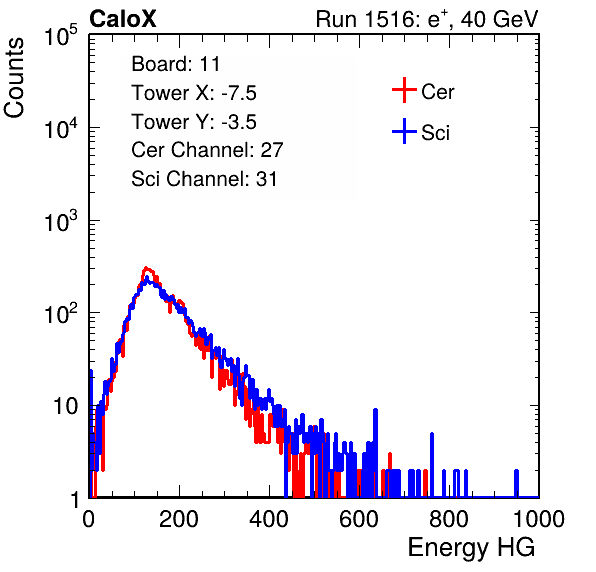 CaloX Run 1516: e⁺, 40 GeV
Counts
Board: 11
Tower X: -7.5
Tower Y: -3.5
Cer Channel: 27
Sci Channel: 31
Cer
Sci
10⁵
10⁴
10³
10²
10
1
0 200 400 600 800 1000
Energy HG